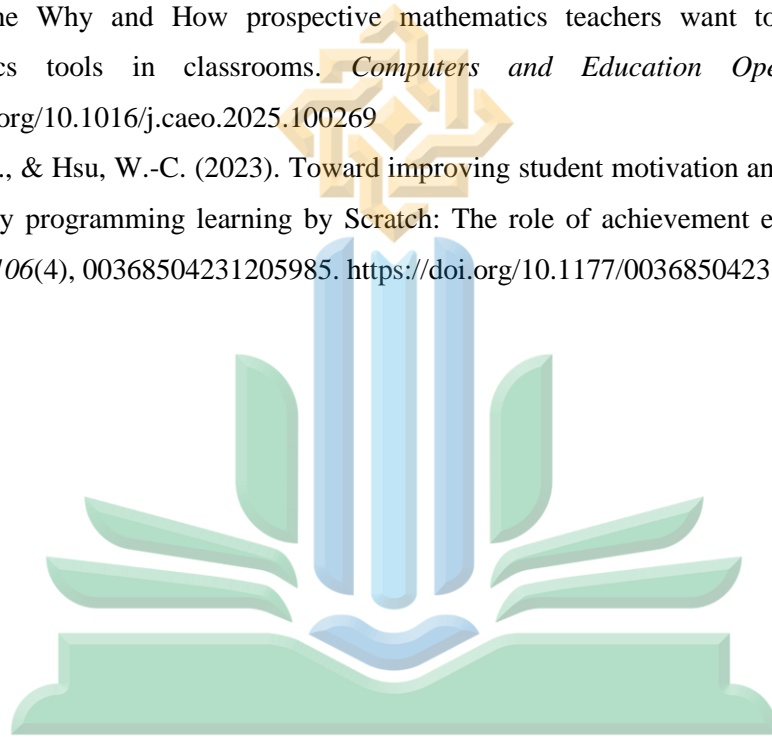 ne Why and How prospective mathematics teachers want to
cs tools in classrooms. Computers and Education Ope
org/10.1016/j.caeo.2025.100269
., & Hsu, W.-C. (2023). Toward improving student motivation an
y programming learning by Scratch: The role of achievement e
106(4), 00368504231205985. https://doi.org/10.1177/0036850423